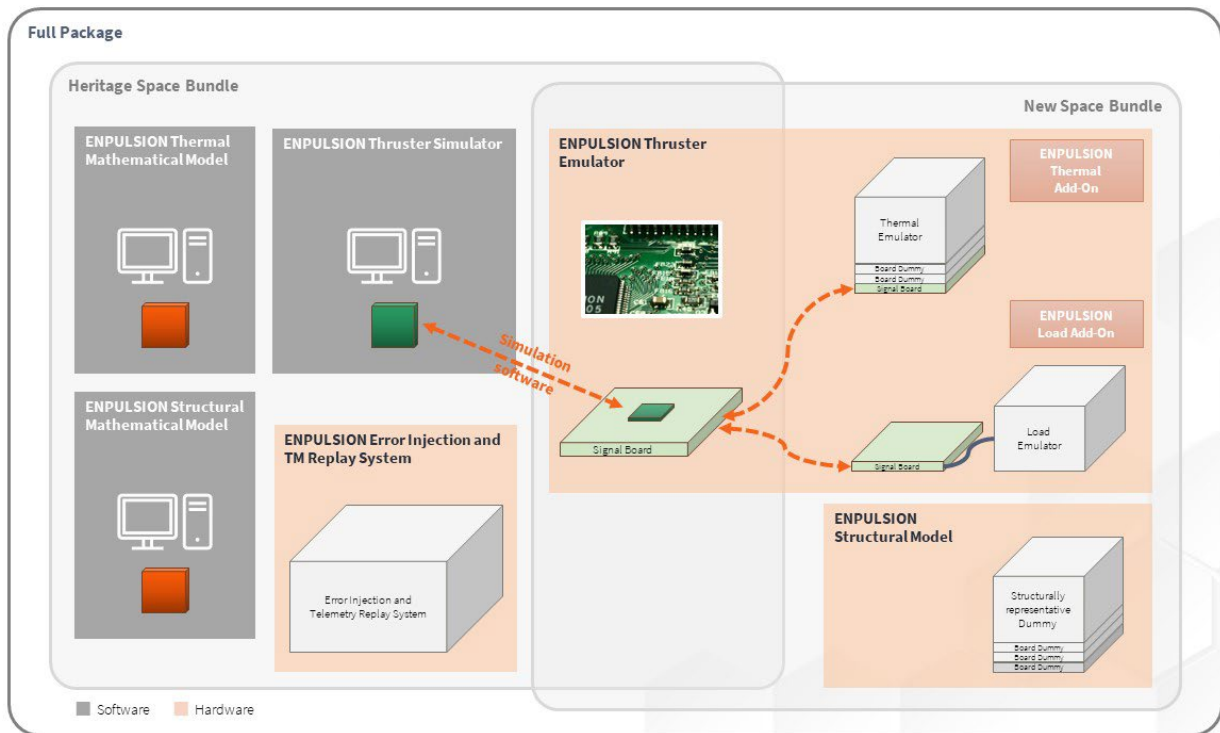 Full Package
Heritage Space Bundle
New Space Bundle
ENPULSION Thermal
Mathematical Model
ENPULSION Thruster Simulator
ENPULSION Thruster
Emulator
ENPULSION
Thermal
Add-On
Thermal
Emulator
Board Dummy
Board Dummy
Signal Board
ENPULSION
Load Add-On
Simulation
software
ENPULSION Structural
Mathematical Model
ENPULSION Error Injection and
TM Replay System
Signal Board
Signal Board
Load
Emulator
ENPULSION
Structural Model
Error Injection and
Telemetry Replay System
Structurally
representative
Dummy
Board Dummy
Board Dummy
Board Dummy
Software
Hardware